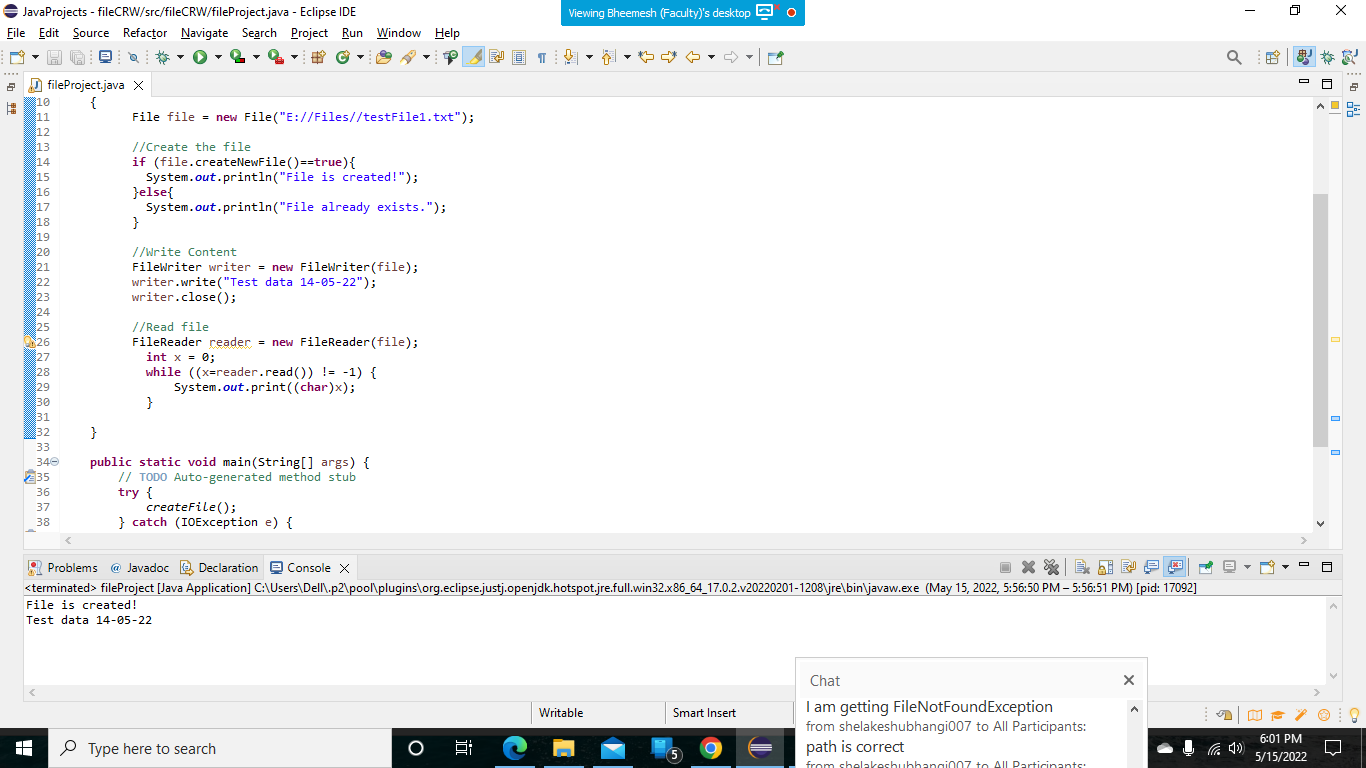 JavaProjects - fileCRW/src/fileCRW/fileProject.java - Eclipse IDE
Viewing Bheemesh (Faculty)'s desktop
File Edit Source Refactor Navigate Search Project Run Window Help
fileProject.java
10 {
11 File file = new File("E://Files//testFile1.txt");
12
13 //Create the file
14 if (file.createNewFile()==true){
15 System.out.println("File is created!");
16 }else{
17 System.out.println("File already exists.");
18 }
19
20 //Write Content
21 FileWriter writer = new FileWriter(file);
22 writer.write("Test data 14-05-22");
23 writer.close();
24
25 //Read file
26 FileReader reader = new FileReader(file);
27 int x = 0;
28 while ((x=reader.read()) != -1) {
29 System.out.print((char)x);
30 }
31
32 }
33
34 public static void main(String[] args) {
35 // TODO Auto-generated method stub
36 try {
37 createFile();
38 } catch (IOException e) {
Problems @ Javadoc Declaration Console
<terminated> fileProject [Java Application] C:\Users\Dell\.p2\pool\plugins\org.eclipse.justj.openjdk.hotspot.jre.full.win32.x86_64_17.0.2.v20220201-1208\jre\bin\javaw.exe (May 15, 2022, 5:56:50 PM – 5:56:51 PM) [pid: 17092]
File is created!
Test data 14-05-22
Chat
I am getting FileNotFoundException
from shelakeshubhangi007 to All Participants:
path is correct
from shelakeshubhangi007 to All Participants:
Writable Smart Insert
Type here to search
5
6:01 PM
5/15/2022